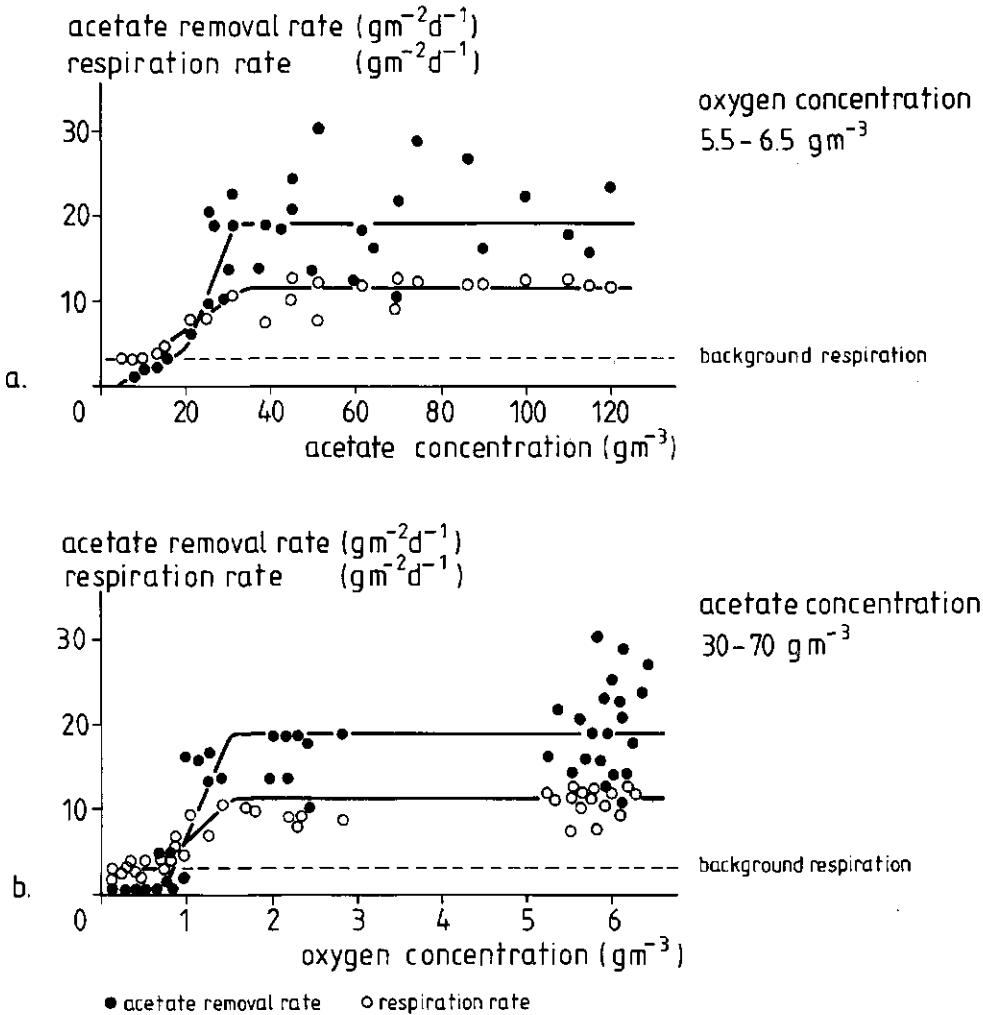 acetate removal rate (gm⁻²d⁻¹)
respiration rate (gm⁻²d⁻¹)
oxygen concentration
5.5-6.5 gm⁻³
30
20
10
background respiration
a.
0 20 40 60 80 100 120
acetate concentration (gm⁻³)
acetate removal rate (gm⁻²d⁻¹)
respiration rate (gm⁻²d⁻¹)
acetate concentration
30-70 gm⁻³
30
20
10
background respiration
b.
0 1 2 3 4 5 6
oxygen concentration (gm⁻³)
● acetate removal rate ○ respiration rate